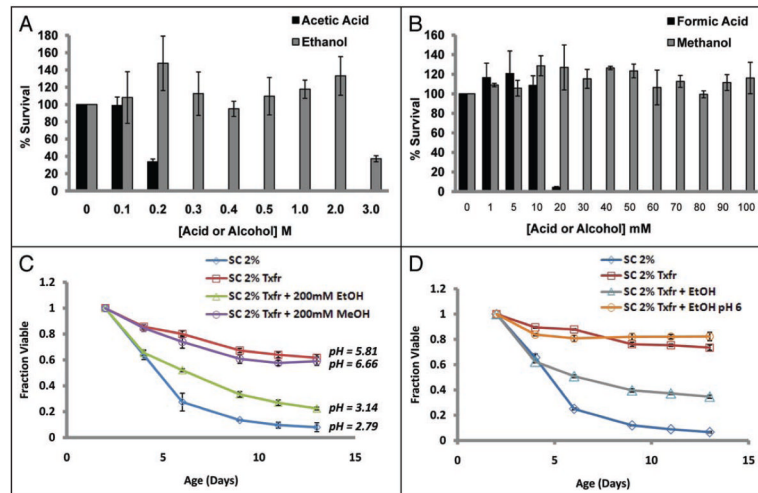 A
Acetic Acid
Ethanol
% Survival
180
160
140
120
100
80
60
40
20
0
0 0.1 0.2 0.3 0.4 0.5 1.0 2.0 3.0
[Acid or Alcohol] M
B
Formic Acid
Methanol
% Survival
180
160
140
120
100
80
60
40
20
0
0 1 5 10 20 30 40 50 60 70 80 90 100
[Acid or Alcohol] mM
C
SC 2%
SC 2% Txfr
SC 2% Txfr + 200mM EtOH
SC 2% Txfr + 200mM MeOH
Fraction Viable
1.4
1.2
1
0.8
0.6
0.4
0.2
0
pH = 5.81
pH = 6.66
pH = 3.14
pH = 2.79
0 5 10 15
Age (Days)
D
SC 2%
SC 2% Txfr
SC 2% Txfr + EtOH
SC 2% Txfr + EtOH pH 6
Fraction Viable
1.4
1.2
1
0.8
0.6
0.4
0.2
0
0 5 10 15
Age (Days)